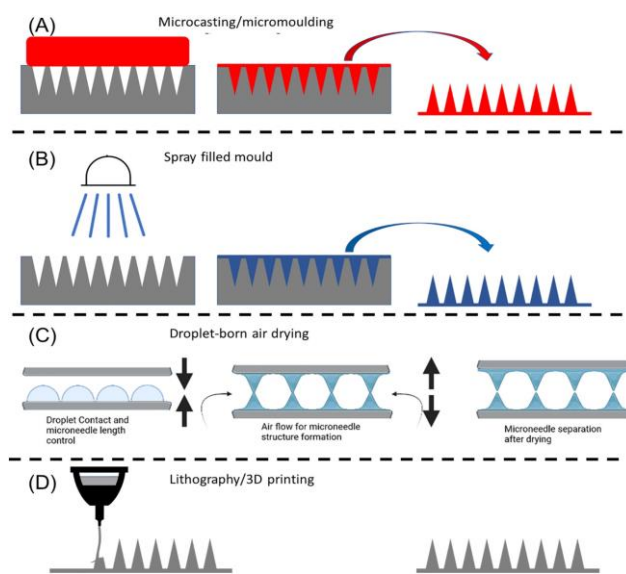 (A)
Microcasting/micromoulding
(B)
Spray filled mould
(C)
Droplet-born air drying
Droplet Contact and
microneedle length
control
Air flow for microneedle
structure formation
Microneedle separation
after drying
(D)
Lithography/3D printing